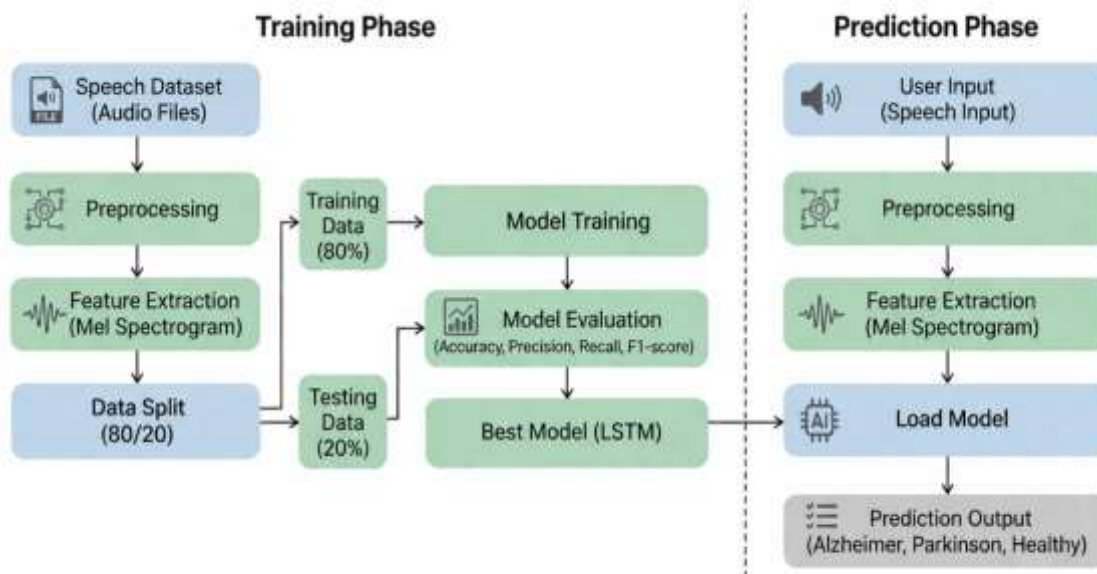 Training Phase
Speech Dataset
(Audio Files)
FILE
Preprocessing
Feature Extraction
(Mel Spectrogram)
Data Split
(80/20)
Training
Data
(80%)
Testing
Data
(20%)
Model Training
Model Evaluation
(Accuracy, Precision, Recall, F1-score)
Best Model (LSTM)
Prediction Phase
User Input
(Speech Input)
Preprocessing
Feature Extraction
(Mel Spectrogram)
AI
Load Model
Prediction Output
(Alzheimer, Parkinson, Healthy)